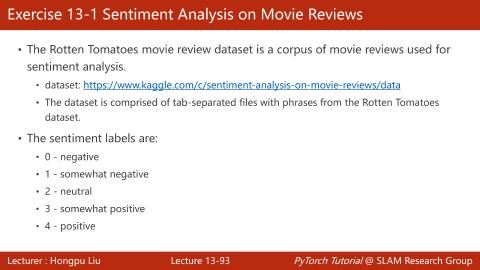 Exercise 13-1 Sentiment Analysis on Movie Reviews
• The Rotten Tomatoes movie review dataset is a corpus of movie reviews used for
sentiment analysis.
• dataset: https://www.kaggle.com/c/sentiment-analysis-on-movie-reviews/data
• The dataset is comprised of tab-separated files with phrases from the Rotten Tomatoes
dataset.
• The sentiment labels are:
• 0 - negative
• 1 - somewhat negative
• 2 - neutral
• 3 - somewhat positive
• 4 - positive
Lecturer : Hongpu Liu Lecture 13-93 PyTorch Tutorial @ SLAM Research Group